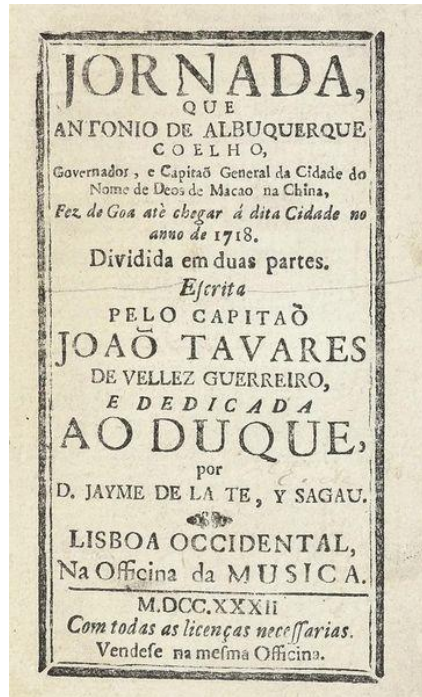 JORNADA,
QUE
ANTONIO DE ALBUQUERQUE
COELHO,
Governador, e Capitaõ General da Cidade do
Nome de Deos de Macao na China,
Fez de Goa atè chegar á dita Cidade no
anno de 1718.
Dividida em duas partes.
Eſcrita
PELO CAPITAÕ
JOAÕ TAVARES
DE VELLEZ GUERREIRO,
E DEDICADA
AO DUQUE,
por
D. JAYME DE LA TE, Y SAGAU.
LISBOA OCCIDENTAL,
Na Officina da MUSICA.
M.DCC.XXXII
Com todas as licenças neceſſarias.
Vendeſe na meſma Officina.